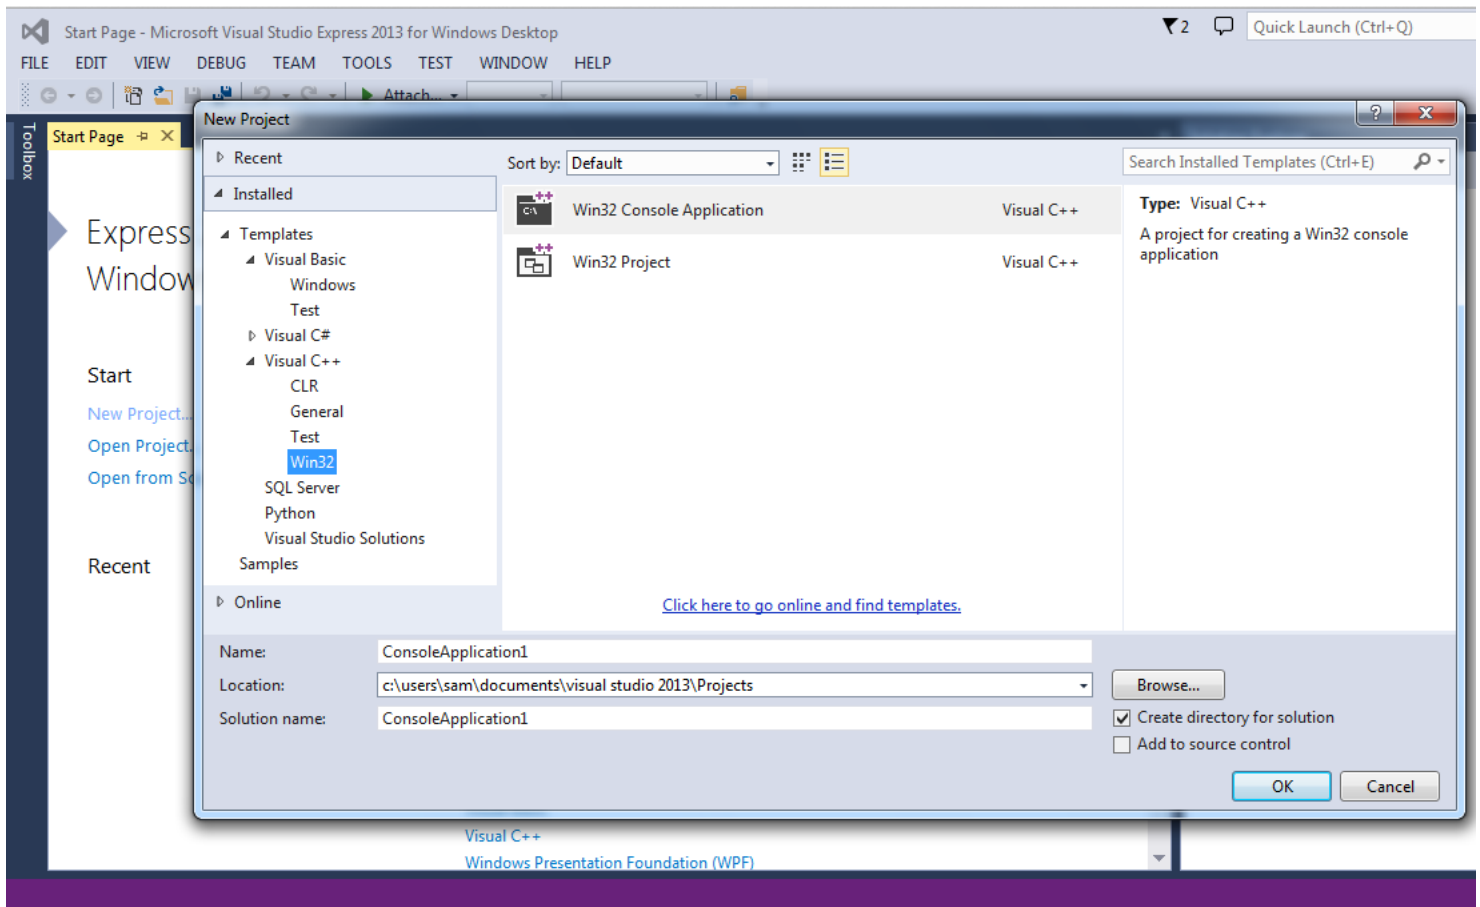 Start Page - Microsoft Visual Studio Express 2013 for Windows Desktop
2
Quick Launch (Ctrl+Q)
FILE EDIT VIEW DEBUG TEAM TOOLS TEST WINDOW HELP
Attach...
Toolbox
Start Page
Express
Window
Start
New Project...
Open Project.
Open from So
Recent
New Project
?
Recent
Installed
Templates
Visual Basic
Windows
Test
Visual C#
Visual C++
CLR
General
Test
Win32
SQL Server
Python
Visual Studio Solutions
Samples
Online
Sort by: Default
Search Installed Templates (Ctrl+E)
C:\
Win32 Console Application Visual C++
Win32 Project Visual C++
Type: Visual C++
A project for creating a Win32 console
application
Click here to go online and find templates.
Name: ConsoleApplication1
Location: c:\users\sam\documents\visual studio 2013\Projects
Browse...
Solution name: ConsoleApplication1
Create directory for solution
Add to source control
OK Cancel
Visual C++
Windows Presentation Foundation (WPF)